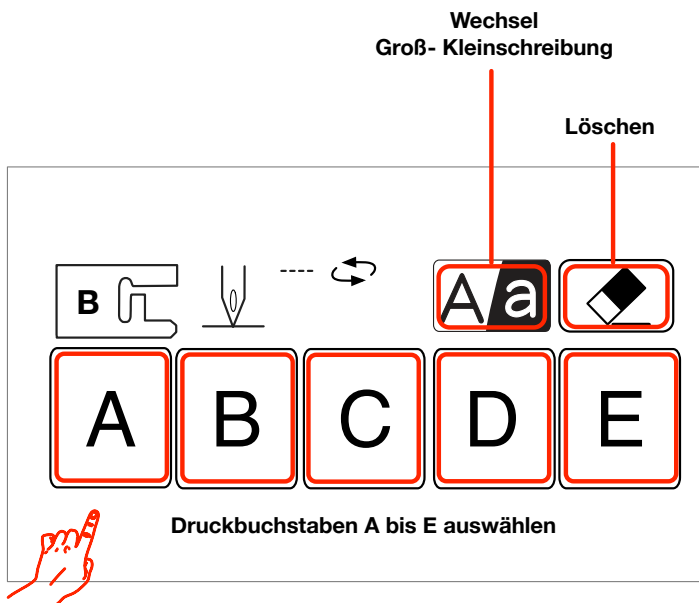 Wechsel
Groß- Kleinschreibung
Löschen
B
A a
A B C D E
Druckbuchstaben A bis E auswählen